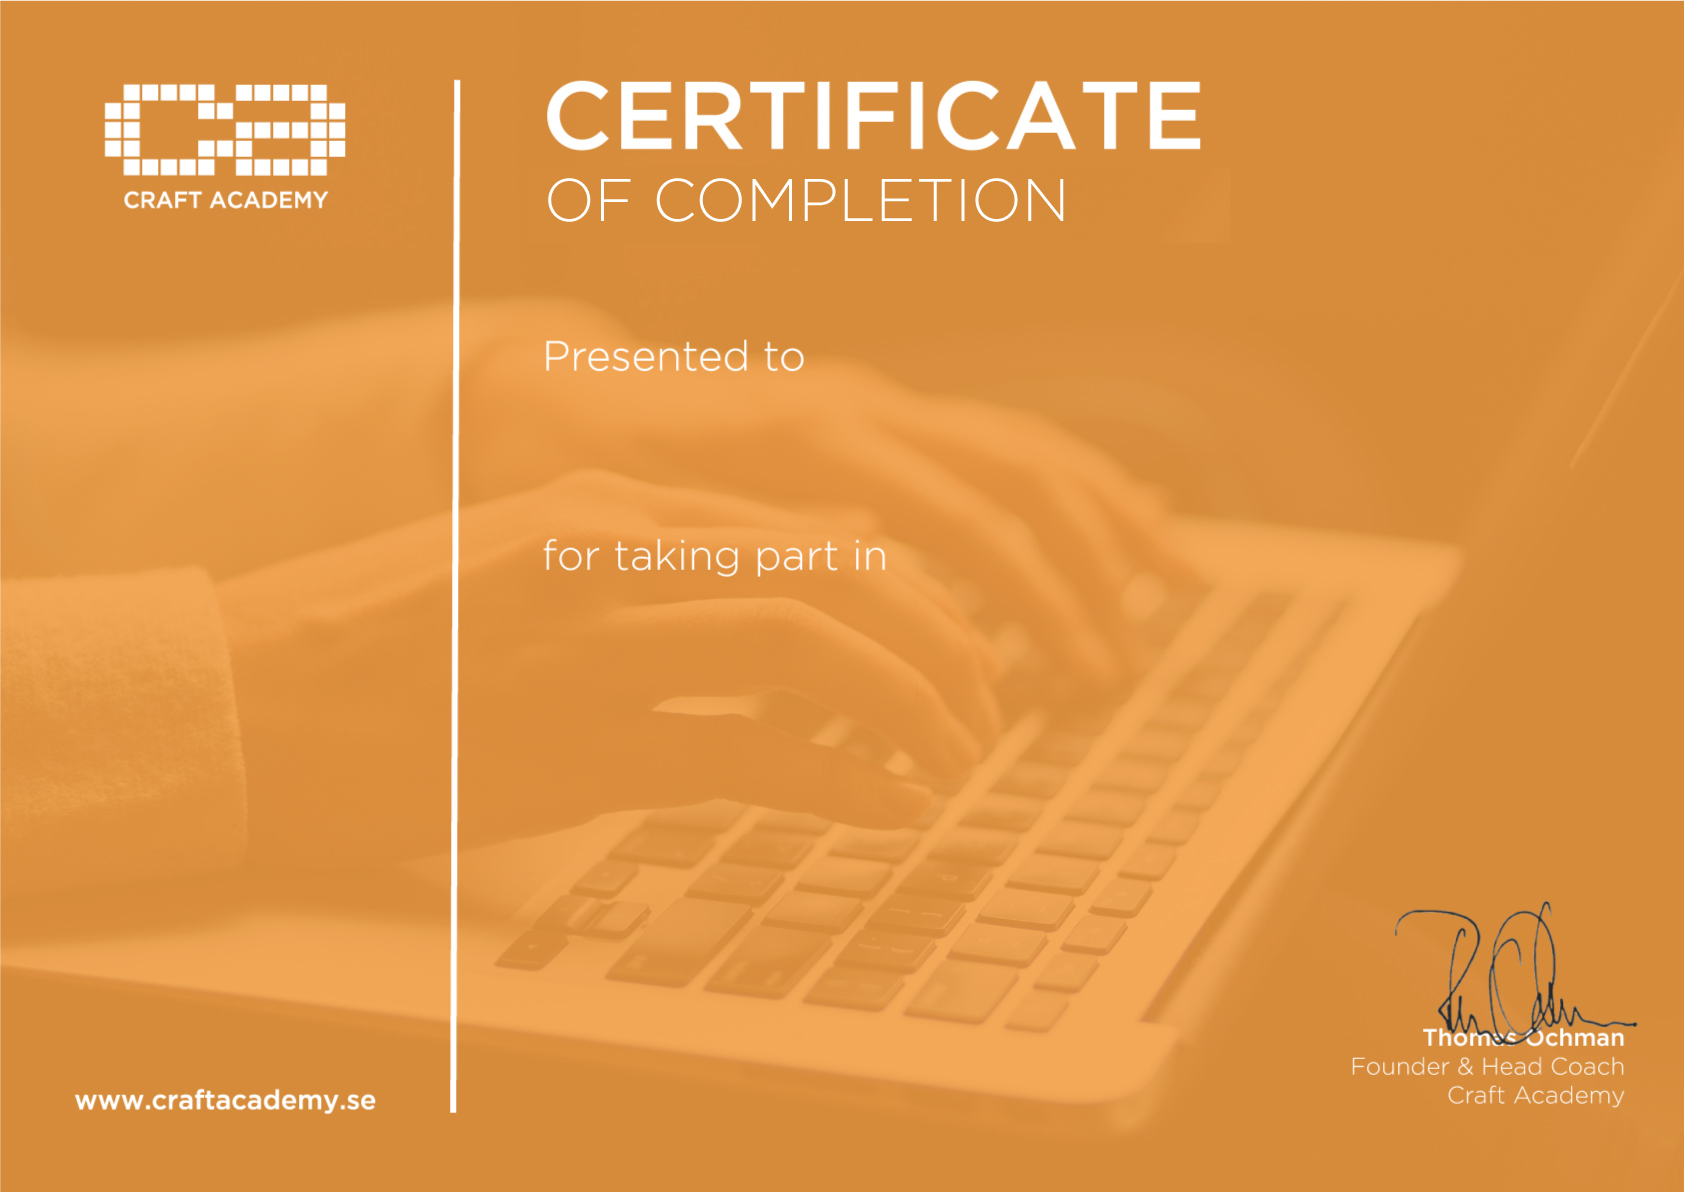 CRAFT ACADEMY
CERTIFICATE
OF COMPLETION
Presented to
for taking part in
www.craftacademy.se
Thomas Ochman
Founder & Head Coach
Craft Academy